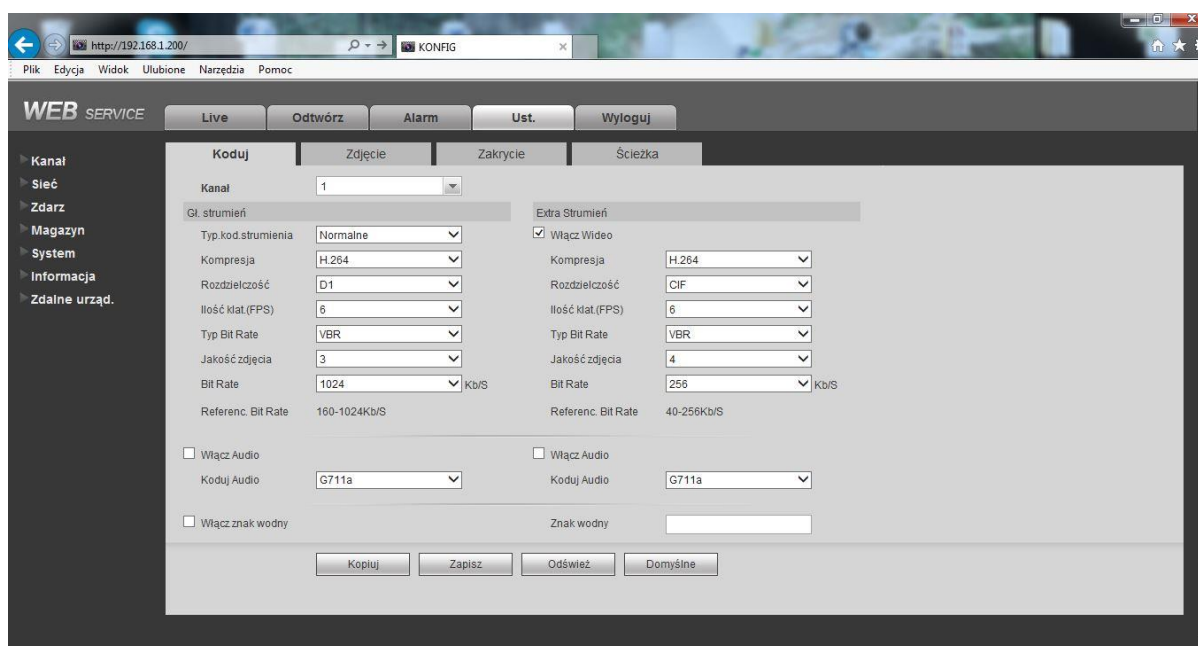 http://192.168.1.200/
KONFIG
Plik Edycja Widok Ulubione Narzędzia Pomoc
WEB SERVICE
Live Odtwórz Alarm Ust. Wyloguj
Kanał
Sieć
Zdarz
Magazyn
System
Informacja
Zdalne urząd.
Koduj Zdjęcie Zakrycie Ścieżka
Kanał 1
Gł. strumień Extra Strumień
Typ.kod.strumienia Normalne Włącz Wideo
Kompresja H.264 Kompresja H.264
Rozdzielczość D1 Rozdzielczość CIF
Ilość klat.(FPS) 6 Ilość klat.(FPS) 6
Typ Bit Rate VBR Typ Bit Rate VBR
Jakość zdjęcia 3 Jakość zdjęcia 4
Bit Rate 1024 Kb/S Bit Rate 256 Kb/S
Referenc. Bit Rate 160-1024Kb/S Referenc. Bit Rate 40-256Kb/S
Włącz Audio Włącz Audio
Koduj Audio G711a Koduj Audio G711a
Włącz znak wodny Znak wodny
Kopiuj Zapisz Odśwież Domyślne